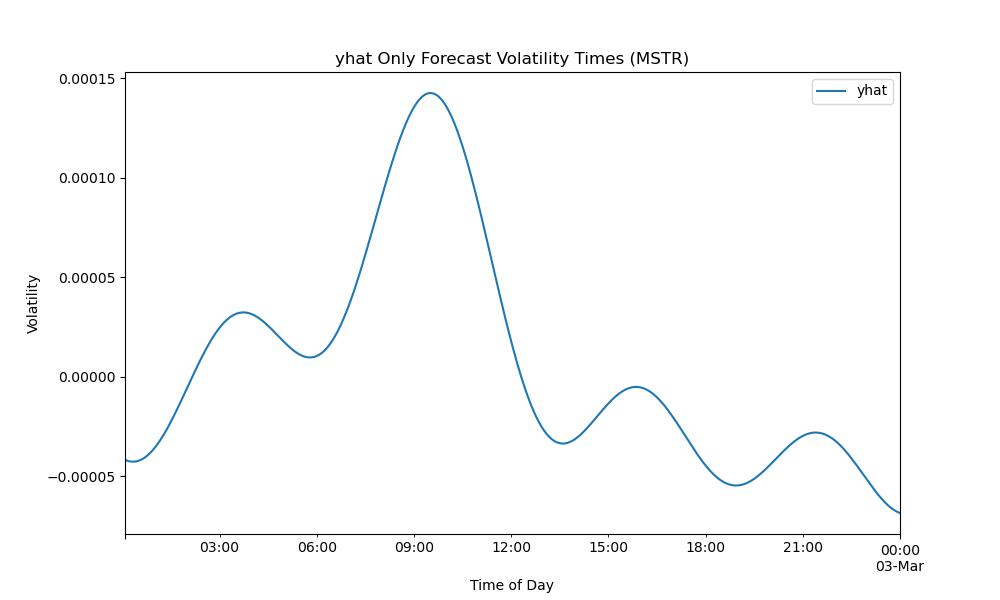 yhat Only Forecast Volatility Times (MSTR)
yhat
0.00015
0.00010
0.00005
0.00000
−0.00005
Volatility
03:00
06:00
09:00
12:00
15:00
18:00
21:00
00:00
03-Mar
Time of Day